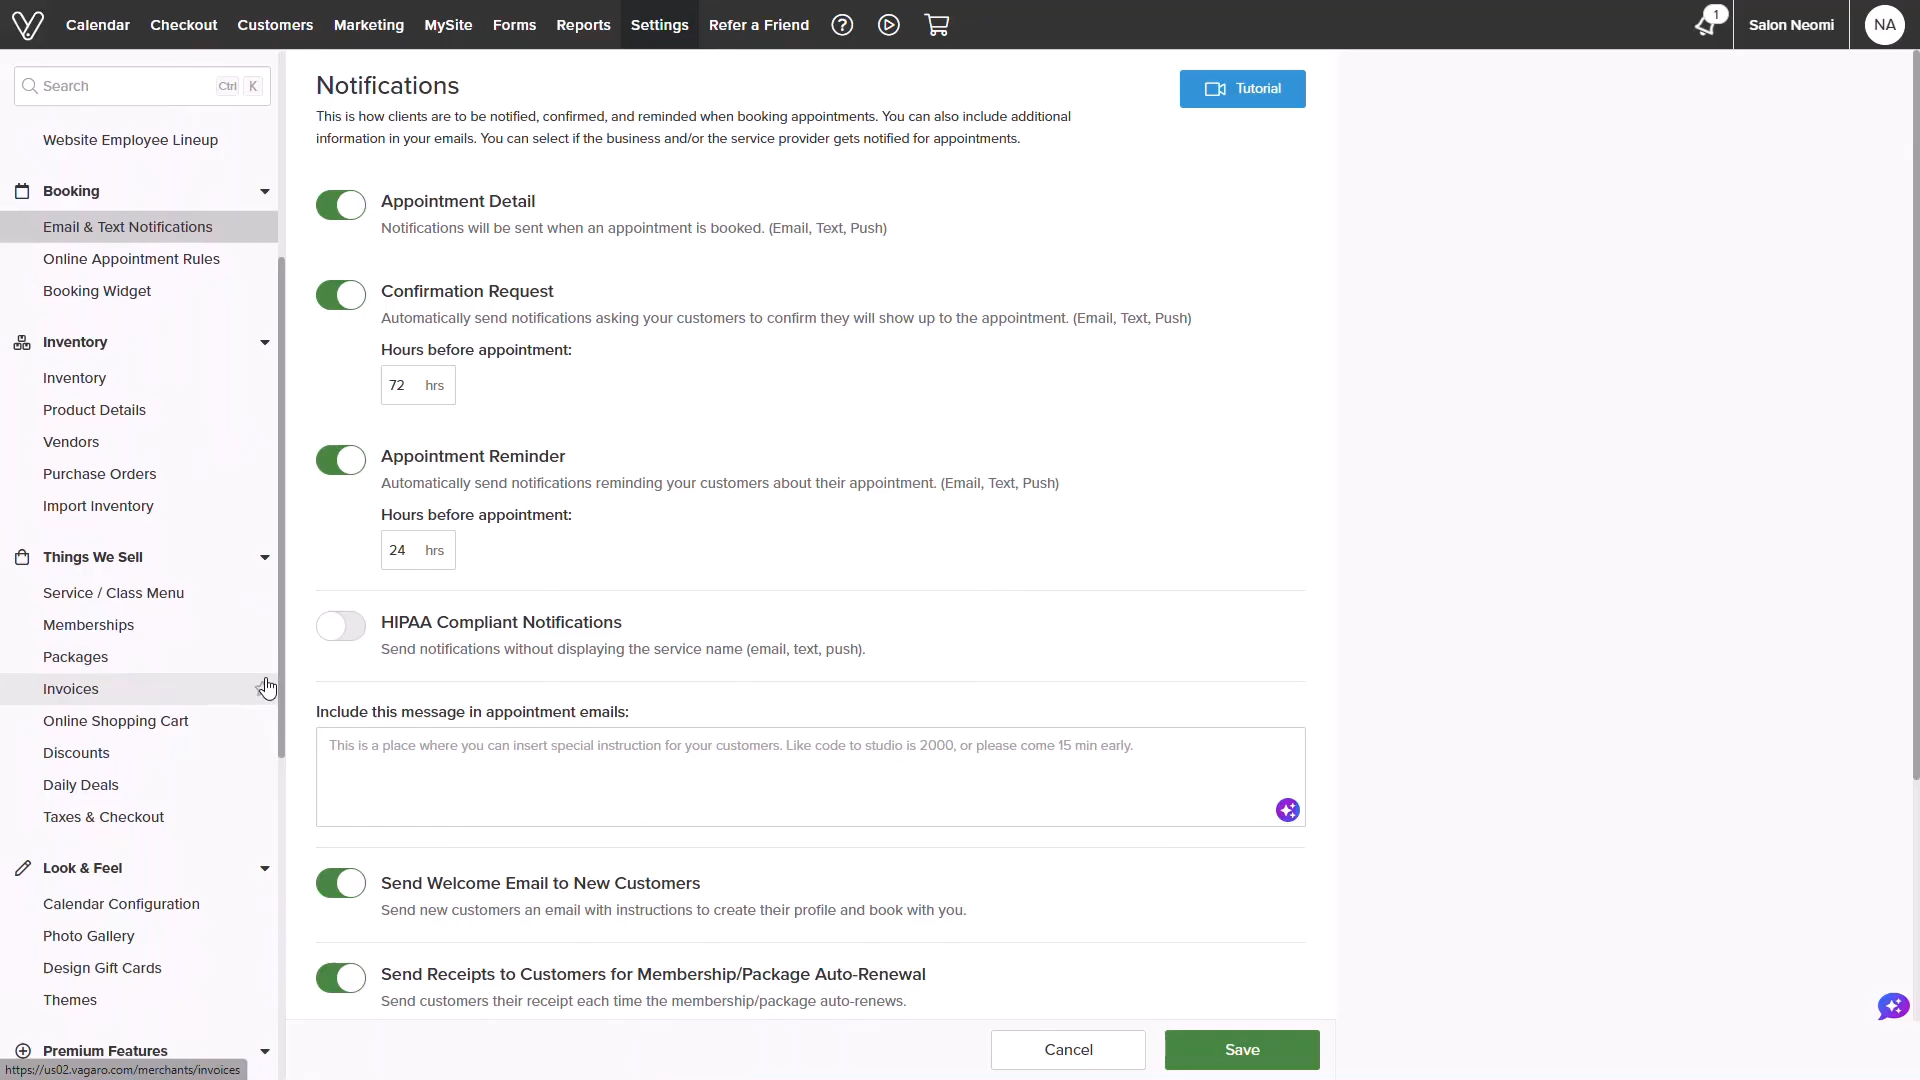 Calendar Checkout Customers Marketing MySite Forms Reports Settings Refer a Friend
1
Salon Neomi
NA
Search Ctrl K
Website Employee Lineup
Booking
Email & Text Notifications
Online Appointment Rules
Booking Widget
Inventory
Inventory
Product Details
Vendors
Purchase Orders
Import Inventory
Things We Sell
Service / Class Menu
Memberships
Packages
Invoices
Online Shopping Cart
Discounts
Daily Deals
Taxes & Checkout
Look & Feel
Calendar Configuration
Photo Gallery
Design Gift Cards
Themes
Premium Features
https://us02.vagaro.com/merchants/invoices
Notifications
Tutorial
This is how clients are to be notified, confirmed, and reminded when booking appointments. You can also include additional
information in your emails. You can select if the business and/or the service provider gets notified for appointments.
Appointment Detail
Notifications will be sent when an appointment is booked. (Email, Text, Push)
Confirmation Request
Automatically send notifications asking your customers to confirm they will show up to the appointment. (Email, Text, Push)
Hours before appointment:
72 hrs
Appointment Reminder
Automatically send notifications reminding your customers about their appointment. (Email, Text, Push)
Hours before appointment:
24 hrs
HIPAA Compliant Notifications
Send notifications without displaying the service name (email, text, push).
Include this message in appointment emails:
This is a place where you can insert special instruction for your customers. Like code to studio is 2000, or please come 15 min early.
Send Welcome Email to New Customers
Send new customers an email with instructions to create their profile and book with you.
Send Receipts to Customers for Membership/Package Auto-Renewal
Send customers their receipt each time the membership/package auto-renews.
Cancel
Save